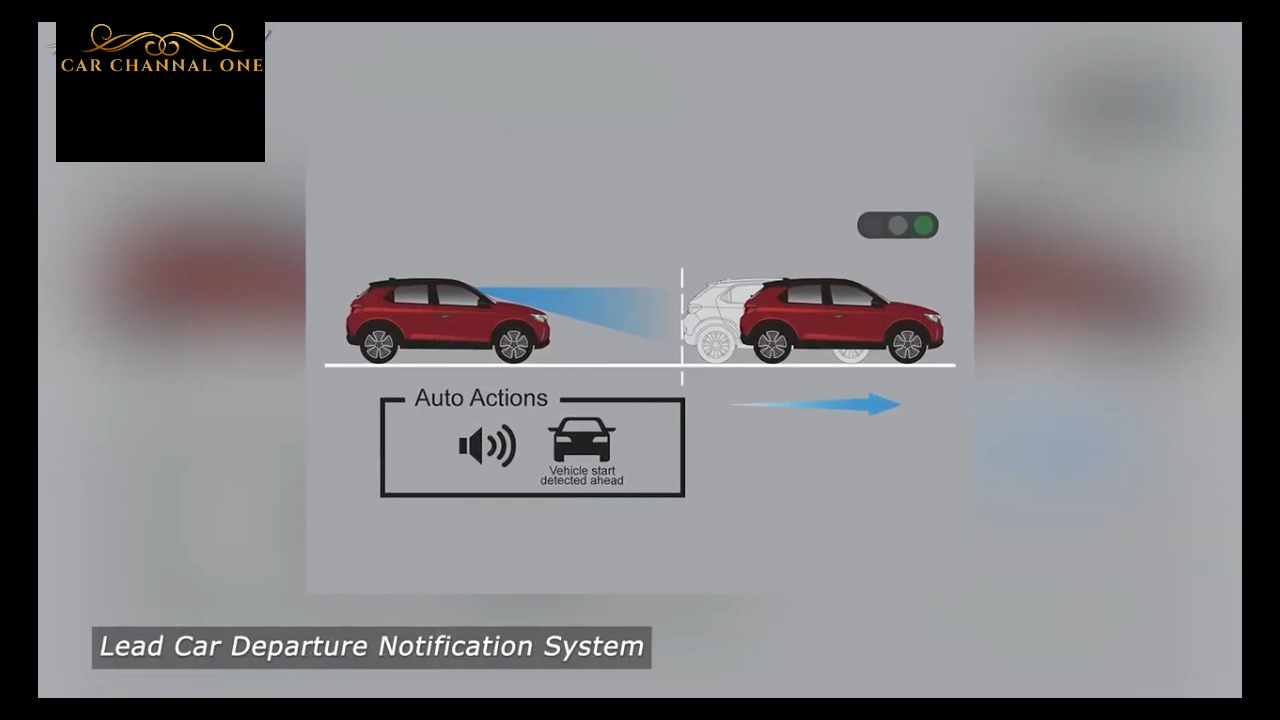 CAR CHANNAL ONE
Auto Actions
Vehicle start
detected ahead
Lead Car Departure Notification System